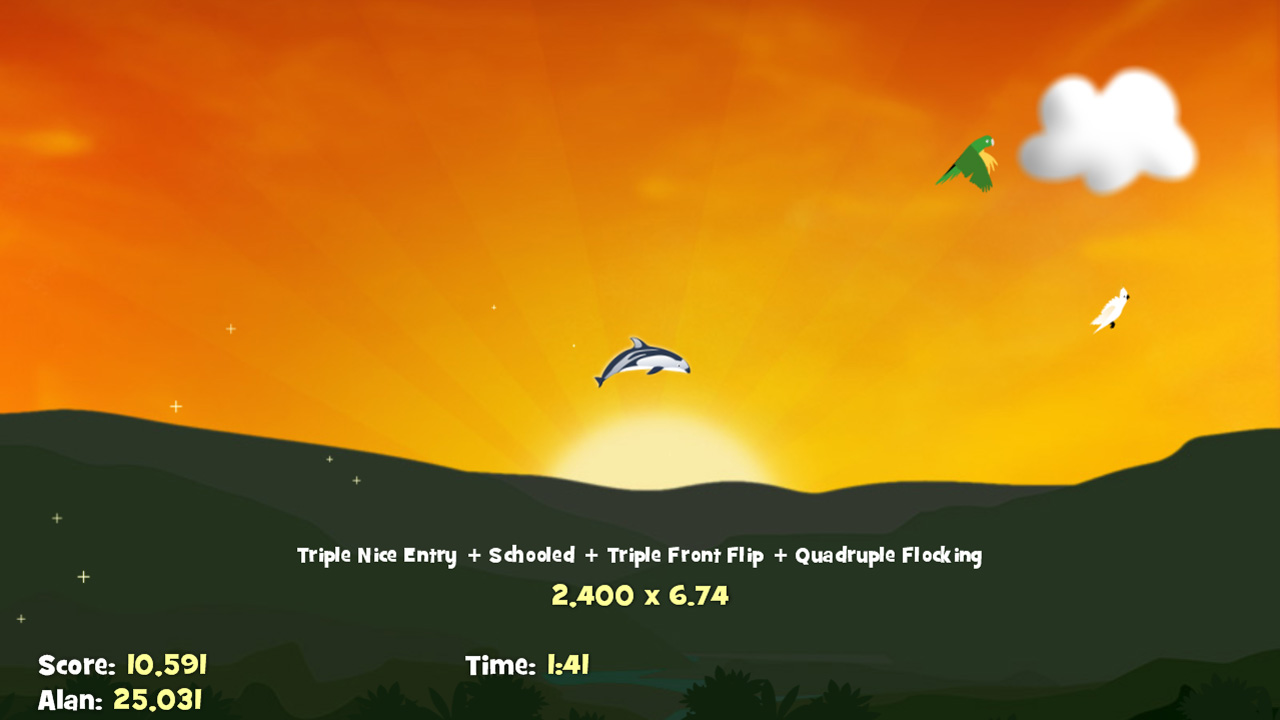 Triple Nice Entry + Schooled + Triple Front Flip + Quadruple Flocking
2,400 x 6.74
Score: 10,591 Time: 1:41
Alan: 25,031